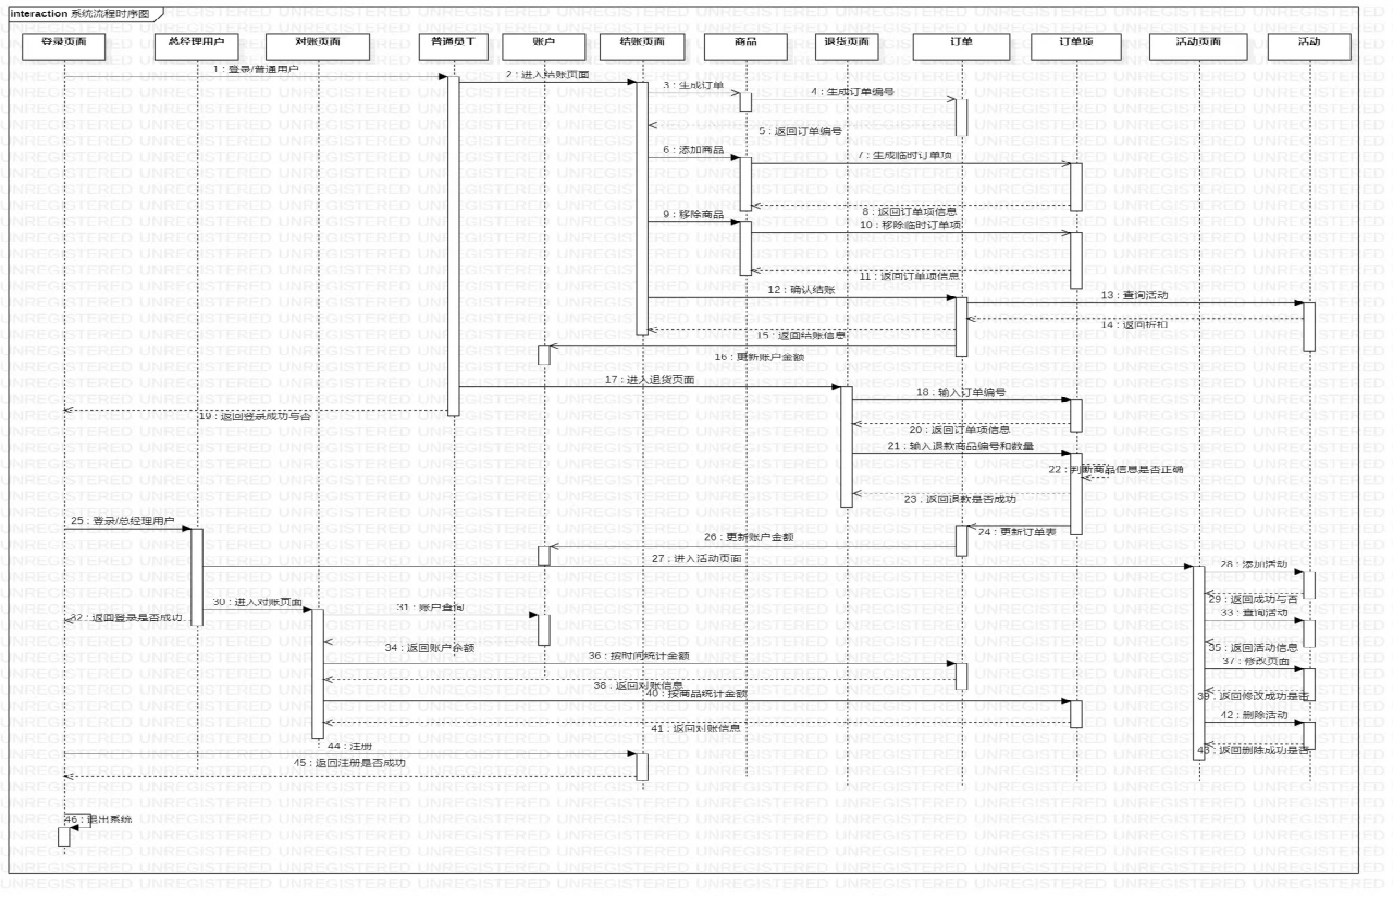 interaction 系统流程时序图
登录页面
总经理用户
对账页面
普通员工
账户
结账页面
商品
退货页面
订单
订单项
活动页面
活动
1 : 登录/普通用户
2 : 进入结账页面
3 : 生成订单
4 : 生成订单编号
5 : 返回订单编号
6 : 添加商品
7 : 生成临时订单项
8 : 返回订单项信息
9 : 移除商品
10 : 移除临时订单项
11 : 返回订单项信息
12 : 确认结账
13 : 查询活动
14 : 返回折扣
15 : 返回结账信息
16 : 更新账户金额
17 : 进入退货页面
18 : 输入订单编号
19 : 返回登录成功与否
20 : 返回订单项信息
21 : 输入退款商品编号和数量
22 : 判断商品信息是否正确
23 : 返回退款是否成功
24 : 更新订单表
25 : 登录/总经理用户
26 : 更新账户金额
27 : 进入活动页面
28 : 添加活动
29 : 返回成功与否
30 : 进入对账页面
31 : 账户查询
32 : 返回登录是否成功
33 : 查询活动
34 : 返回账户余额
35 : 返回活动信息
36 : 按时间统计金额
37 : 修改页面
38 : 返回对账信息
39 : 返回修改成功是否
40 : 按商品统计金额
41 : 返回对账信息
42 : 删除活动
43 : 返回删除成功是否
44 : 注册
45 : 返回注册是否成功
46 : 退出系统
UNREGISTERED